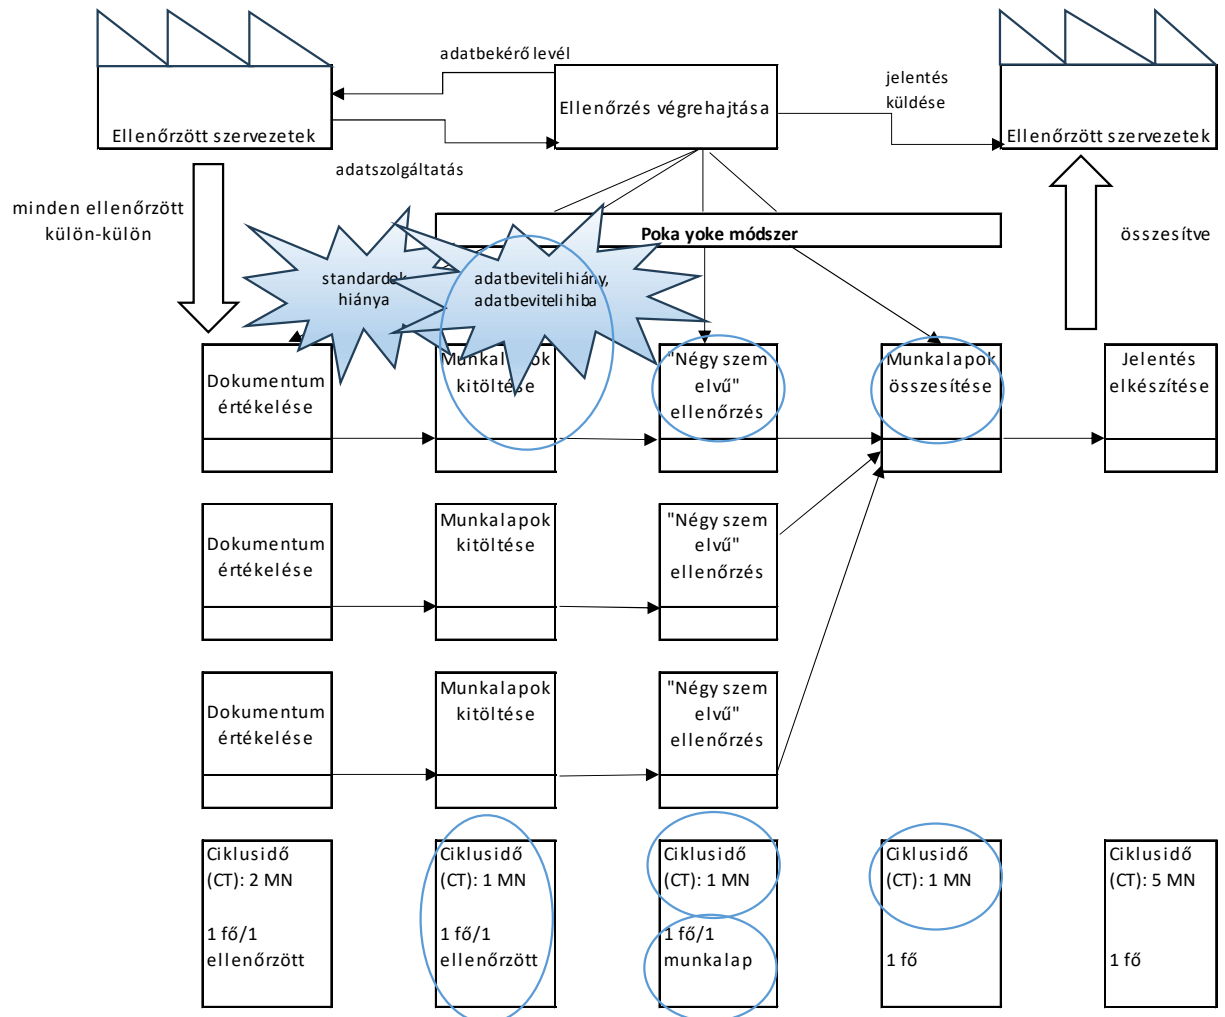 adatbekérő levél
Ellenőrzött szervezetek
Ellenőrzés végrehajtása
jelentés
küldése
Ellenőrzött szervezetek
adatszolgáltatás
minden ellenőrzött
külön-külön
Poka yoke módszer
összesítve
standardok
hiánya
adatbeviteli hiány,
adatbeviteli hiba
Dokumentum
értékelése
Munkalapok
kitöltése
"Négy szem
elvű"
ellenőrzés
Munkalapok
összesítése
Jelentés
elkészítése
Dokumentum
értékelése
Munkalapok
kitöltése
"Négy szem
elvű"
ellenőrzés
Dokumentum
értékelése
Munkalapok
kitöltése
"Négy szem
elvű"
ellenőrzés
Ciklusidő
(CT): 2 MN
1 fő/1
ellenőrzött
Ciklusidő
(CT): 1 MN
1 fő/1
ellenőrzött
Ciklusidő
(CT): 1 MN
1 fő/1
munkalap
Ciklusidő
(CT): 1 MN
1 fő
Ciklusidő
(CT): 5 MN
1 fő